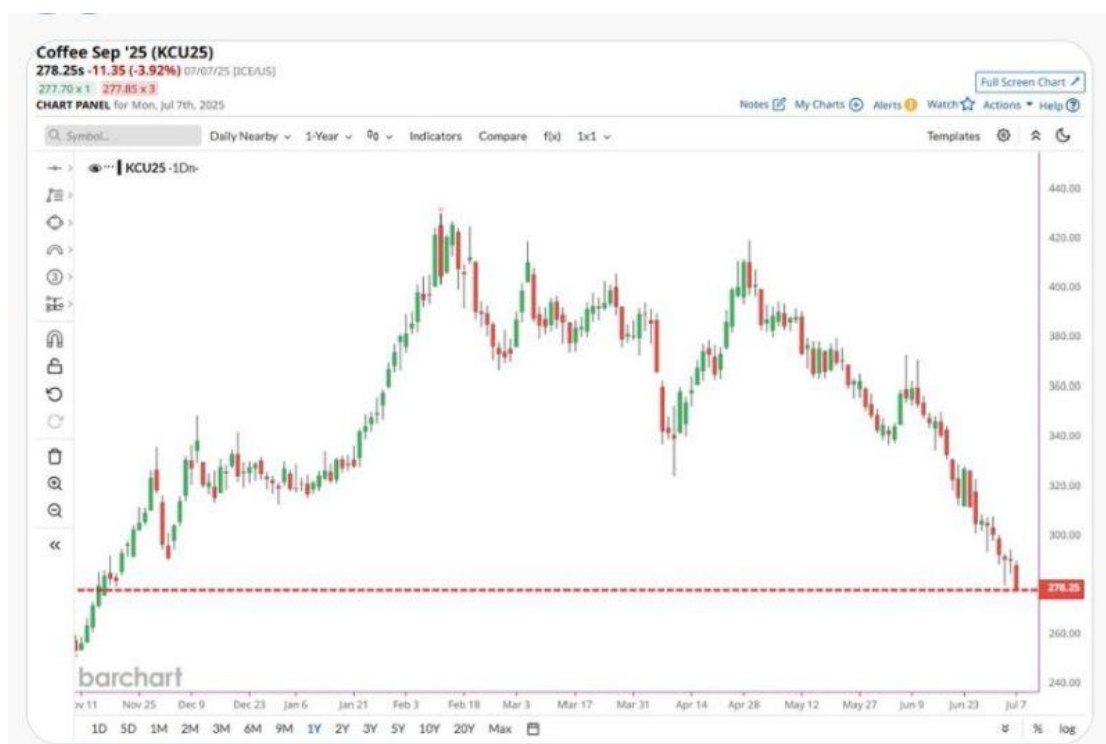 Coffee Sep '25 (KCU25)
278.25s -11.35 (-3.92%) 07/07/25 [ICE/US]
277.70 x 1 277.85 x 3
Full Screen Chart
CHART PANEL for Mon, Jul 7th, 2025
Notes My Charts Alerts Watch Actions Help
Symbol... Daily Nearby 1-Year Indicators Compare f(x) 1x1 Templates
KCU25 -1Dn-
440.00
420.00
400.00
380.00
360.00
340.00
320.00
300.00
278.25
260.00
240.00
barchart
ov 11 Nov 25 Dec 9 Dec 23 Jan 6 Jan 21 Feb 3 Feb 18 Mar 3 Mar 17 Mar 31 Apr 14 Apr 28 May 12 May 27 Jun 9 Jun 23 Jul 7
1D 5D 1M 2M 3M 6M 9M 1Y 2Y 3Y 5Y 10Y 20Y Max % log